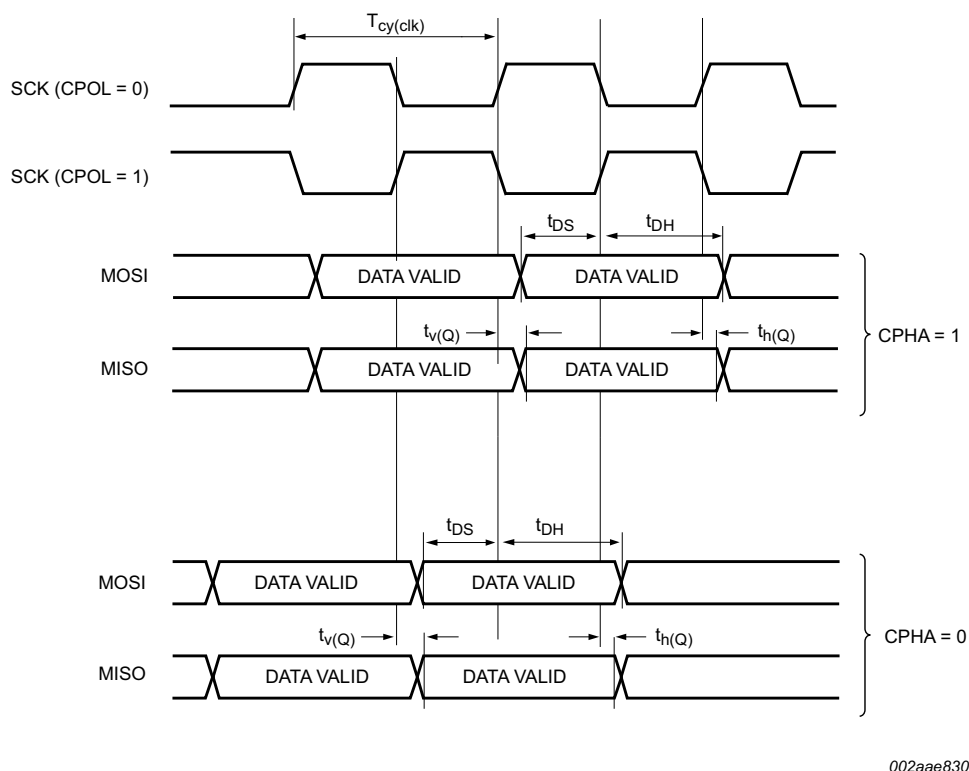 Tcy(clk)
SCK (CPOL = 0)
SCK (CPOL = 1)
tDS
tDH
MOSI
DATA VALID
DATA VALID
tv(Q)
th(Q)
CPHA = 1
MISO
DATA VALID
DATA VALID
tDS
tDH
MOSI
DATA VALID
DATA VALID
tv(Q)
th(Q)
CPHA = 0
MISO
DATA VALID
DATA VALID
002aae830